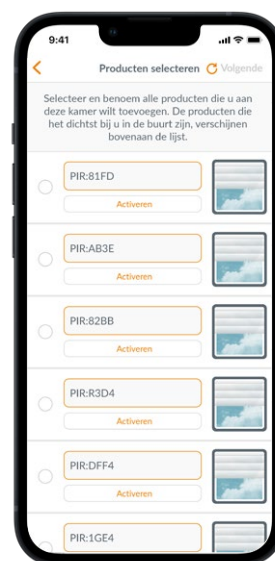 9:41
Producten selecteren Volgende
Selecteer en benoem alle producten die u aan
deze kamer wilt toevoegen. De producten die
het dichtst bij u in de buurt zijn, verschijnen
bovenaan de lijst.
PIR:81FD
Activeren
PIR:AB3E
Activeren
PIR:82BB
Activeren
PIR:R3D4
Activeren
PIR:DFF4
Activeren
PIR:1GE4